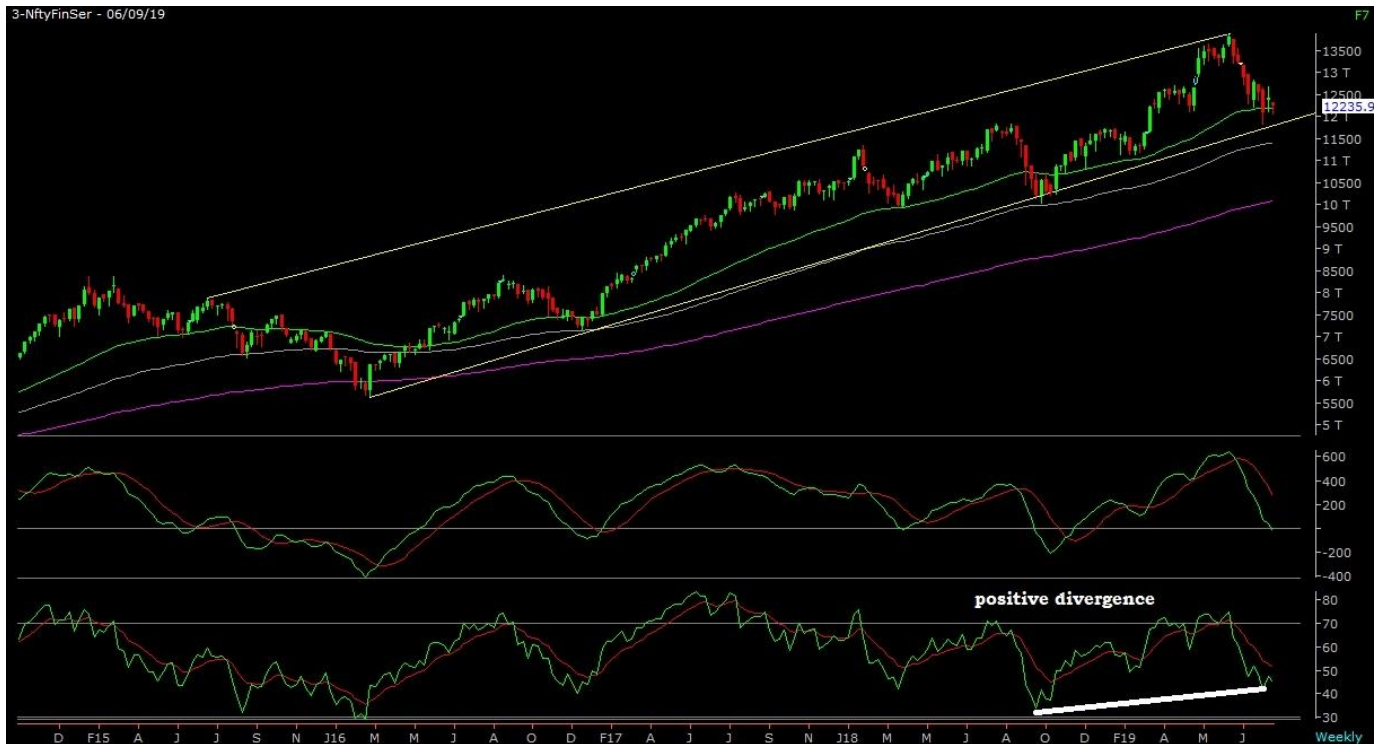 3-NftyFinSer - 06/09/19
F7
13500
13 T
12500
12235.9
12 T
11500
11 T
10500
10 T
9500
9 T
8500
8 T
7500
7 T
6500
6 T
5500
5 T
600
400
200
-200
-400
positive divergence
80
70
60
50
40
30
D F15 A J J S N J16 M M J A O D F17 A J J A S N J18 M A M J A O D F19 A M J
Weekly